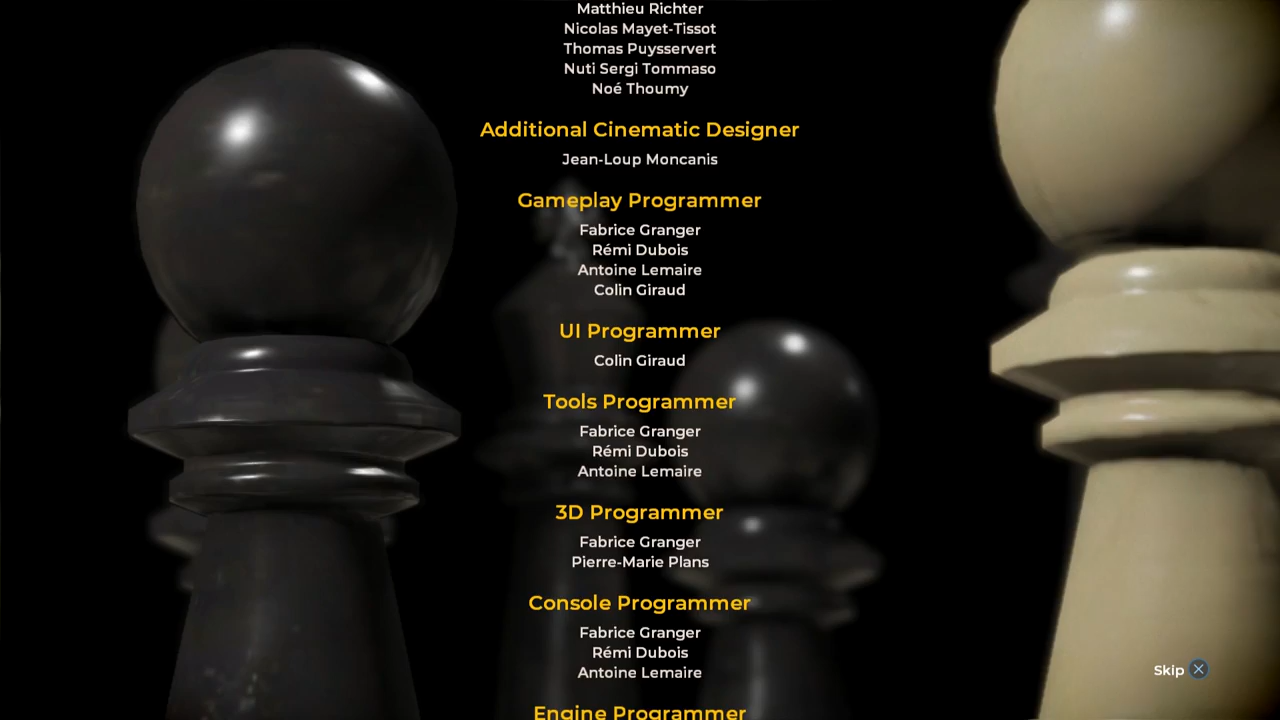 Matthieu Richter
Nicolas Mayet-Tissot
Thomas Puysservert
Nuti Sergi Tommaso
Noé Thoumy
Additional Cinematic Designer
Jean-Loup Moncanis
Gameplay Programmer
Fabrice Granger
Rémi Dubois
Antoine Lemaire
Colin Giraud
UI Programmer
Colin Giraud
Tools Programmer
Fabrice Granger
Rémi Dubois
Antoine Lemaire
3D Programmer
Fabrice Granger
Pierre-Marie Plans
Console Programmer
Fabrice Granger
Rémi Dubois
Antoine Lemaire
Skip
Engine Programmer